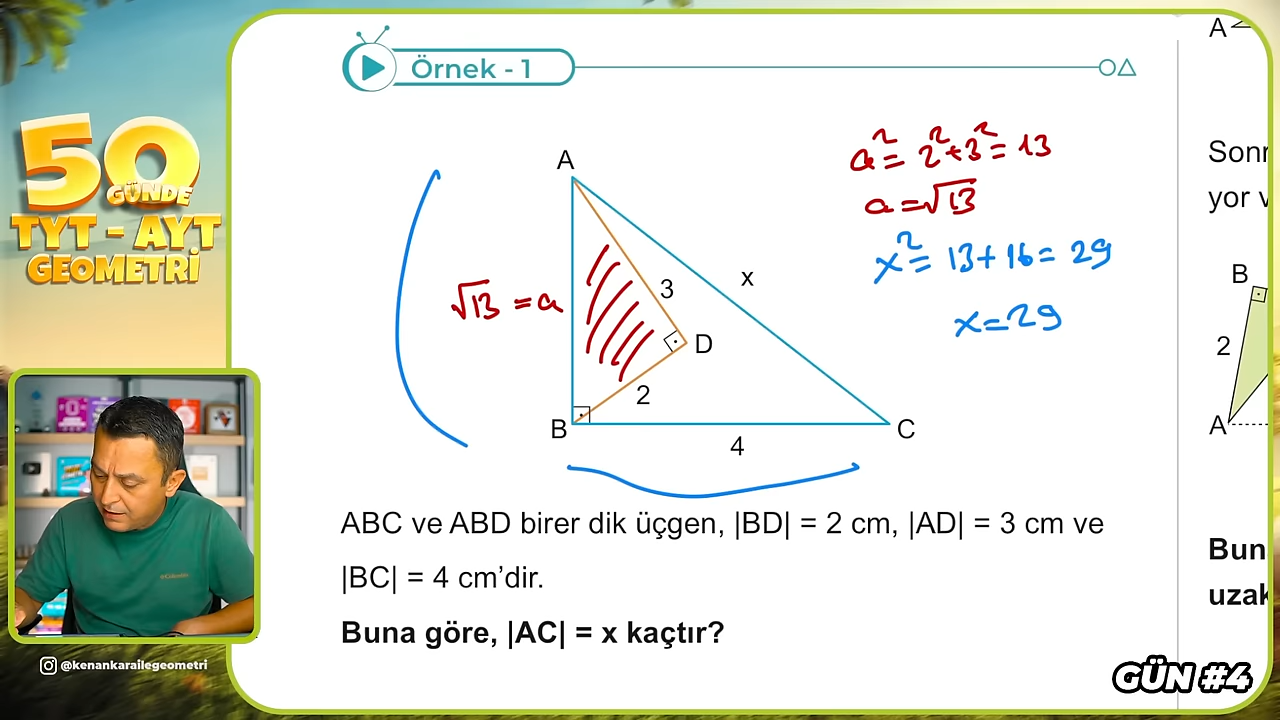 50
GÜNDE
TYT - AYT
GEOMETRİ
Örnek - 1
A
x
3
D
2
B
C
4
√13 = a
a² = 2² + 3² = 13
a = √13
x² = 13 + 16 = 29
x = 29
ABC ve ABD birer dik üçgen, |BD| = 2 cm, |AD| = 3 cm ve
|BC| = 4 cm’dir.
Buna göre, |AC| = x kaçtır?
A
Sonr
yor v
B
2
A
Bun
uzak
@kenankarailegeometri
GÜN #4